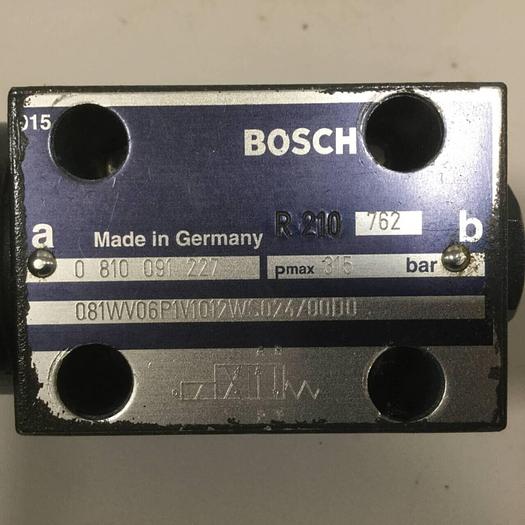 015
BOSCH
R 210 762
a b
Made in Germany
0 810 091 227 pmax 315 bar
081WV06P1V1012WS024/00D0